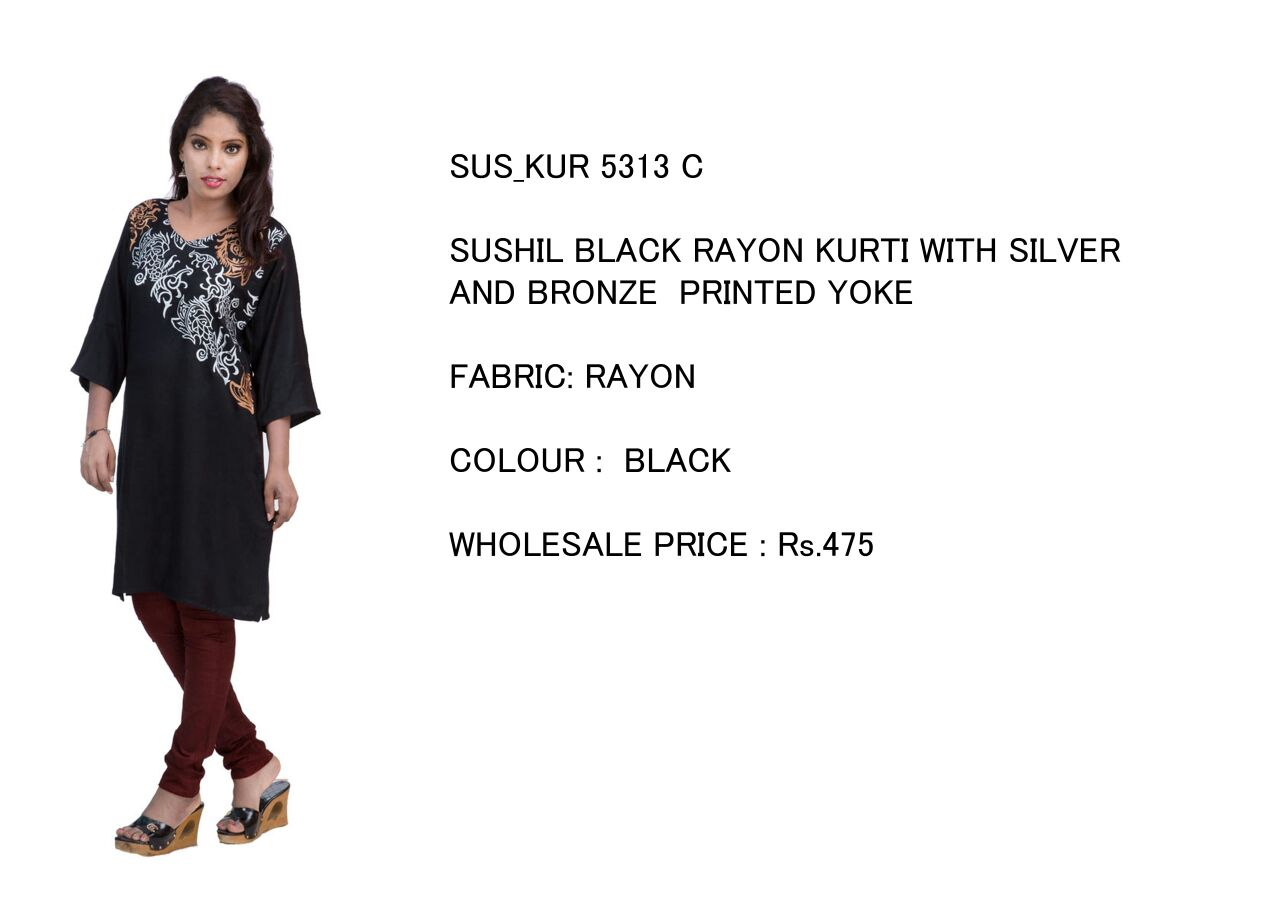 SUS_KUR 5313 C
SUSHIL BLACK RAYON KURTI WITH SILVER
AND BRONZE  PRINTED YOKE
FABRIC: RAYON
COLOUR :  BLACK
WHOLESALE PRICE : Rs.475